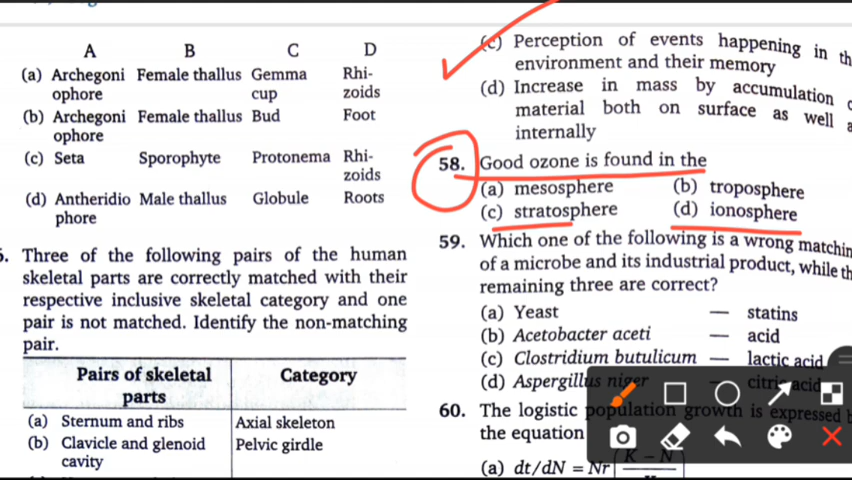 A B C D
(a) Archegoni Female thallus Gemma Rhi-
ophore cup zoids
(b) Archegoni Female thallus Bud Foot
ophore
(c) Seta Sporophyte Protonema Rhi-
zoids
(d) Antheridio Male thallus Globule Roots
phore
Three of the following pairs of the human
skeletal parts are correctly matched with their
respective inclusive skeletal category and one
pair is not matched. Identify the non-matching
pair.
Pairs of skeletal Category
parts
(a) Sternum and ribs Axial skeleton
(b) Clavicle and glenoid Pelvic girdle
cavity
(c) Perception of events happening in
environment and their memory
(d) Increase in mass by accumulation
material both on surface as well
internally
58. Good ozone is found in the
(a) mesosphere (b) troposphere
(c) stratosphere (d) ionosphere
59. Which one of the following is a wrong matchin
of a microbe and its industrial product, while th
remaining three are correct?
(a) Yeast — statins
(b) Acetobacter aceti — acid
(c) Clostridium butulicum — lactic acid
(d) Aspergillus niger — citric acid
60. The logistic population growth is expressed
the equation
(a) dt/dN = Nr (K − N